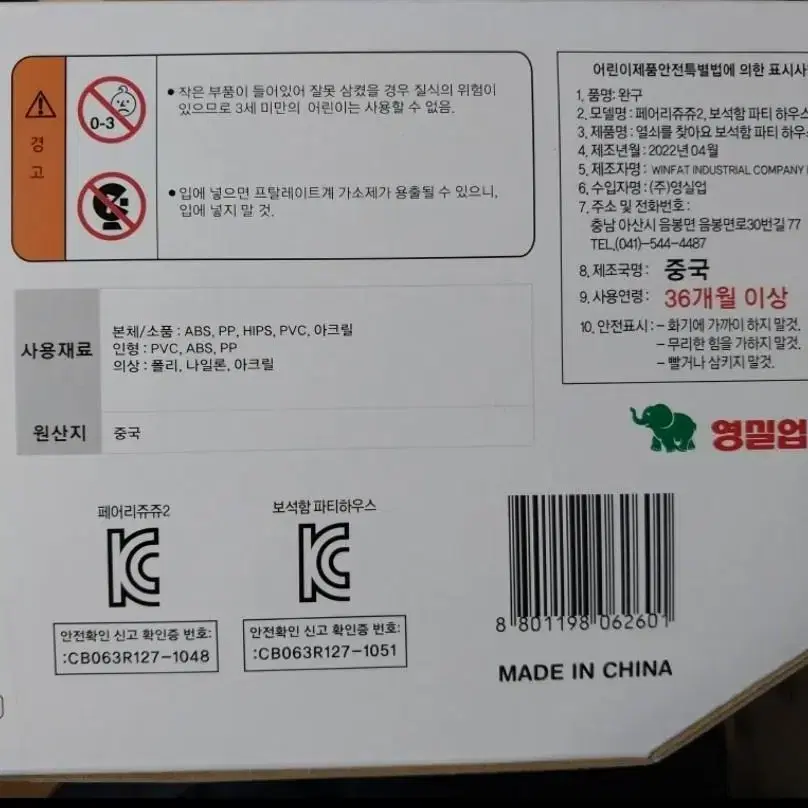 경
고
0-3
• 작은 부품이 들어있어 잘못 삼켰을 경우 질식의 위험이
있으므로 3세 미만의 어린이는 사용할 수 없음.
• 입에 넣으면 프탈레이트계 가소제가 용출될 수 있으니,
입에 넣지 말 것.
사용재료
본체/소품 : ABS, PP, HIPS, PVC, 아크릴
인형 : PVC, ABS, PP
의상 : 폴리, 나일론, 아크릴
원산지
중국
어린이제품안전특별법에 의한 표시사
1. 품명: 완구
2. 모델명 : 페어리쥬쥬2, 보석함 파티 하우스
3. 제품명 : 열쇠를 찾아요 보석함 파티 하우
4. 제조년월 : 2022년 04월
5. 제조자명 : WINFAT INDUSTRIAL COMPANY
6. 수입자명 : (주)영실업
7. 주소 및 전화번호 :
충남 아산시 음봉면 음봉면로30번길 77
TEL.(041)-544-4487
8. 제조국명 : 중국
9. 사용연령 : 36개월 이상
10. 안전표시 : - 화기에 가까이 하지 말것.
- 무리한 힘을 가하지 말것.
- 빨거나 삼키지 말것.
영실업
페어리쥬쥬2
KC
안전확인 신고 확인증 번호:
:CB063R127-1048
보석함 파티하우스
KC
안전확인 신고 확인증 번호:
:CB063R127-1051
8 801198 062601
MADE IN CHINA